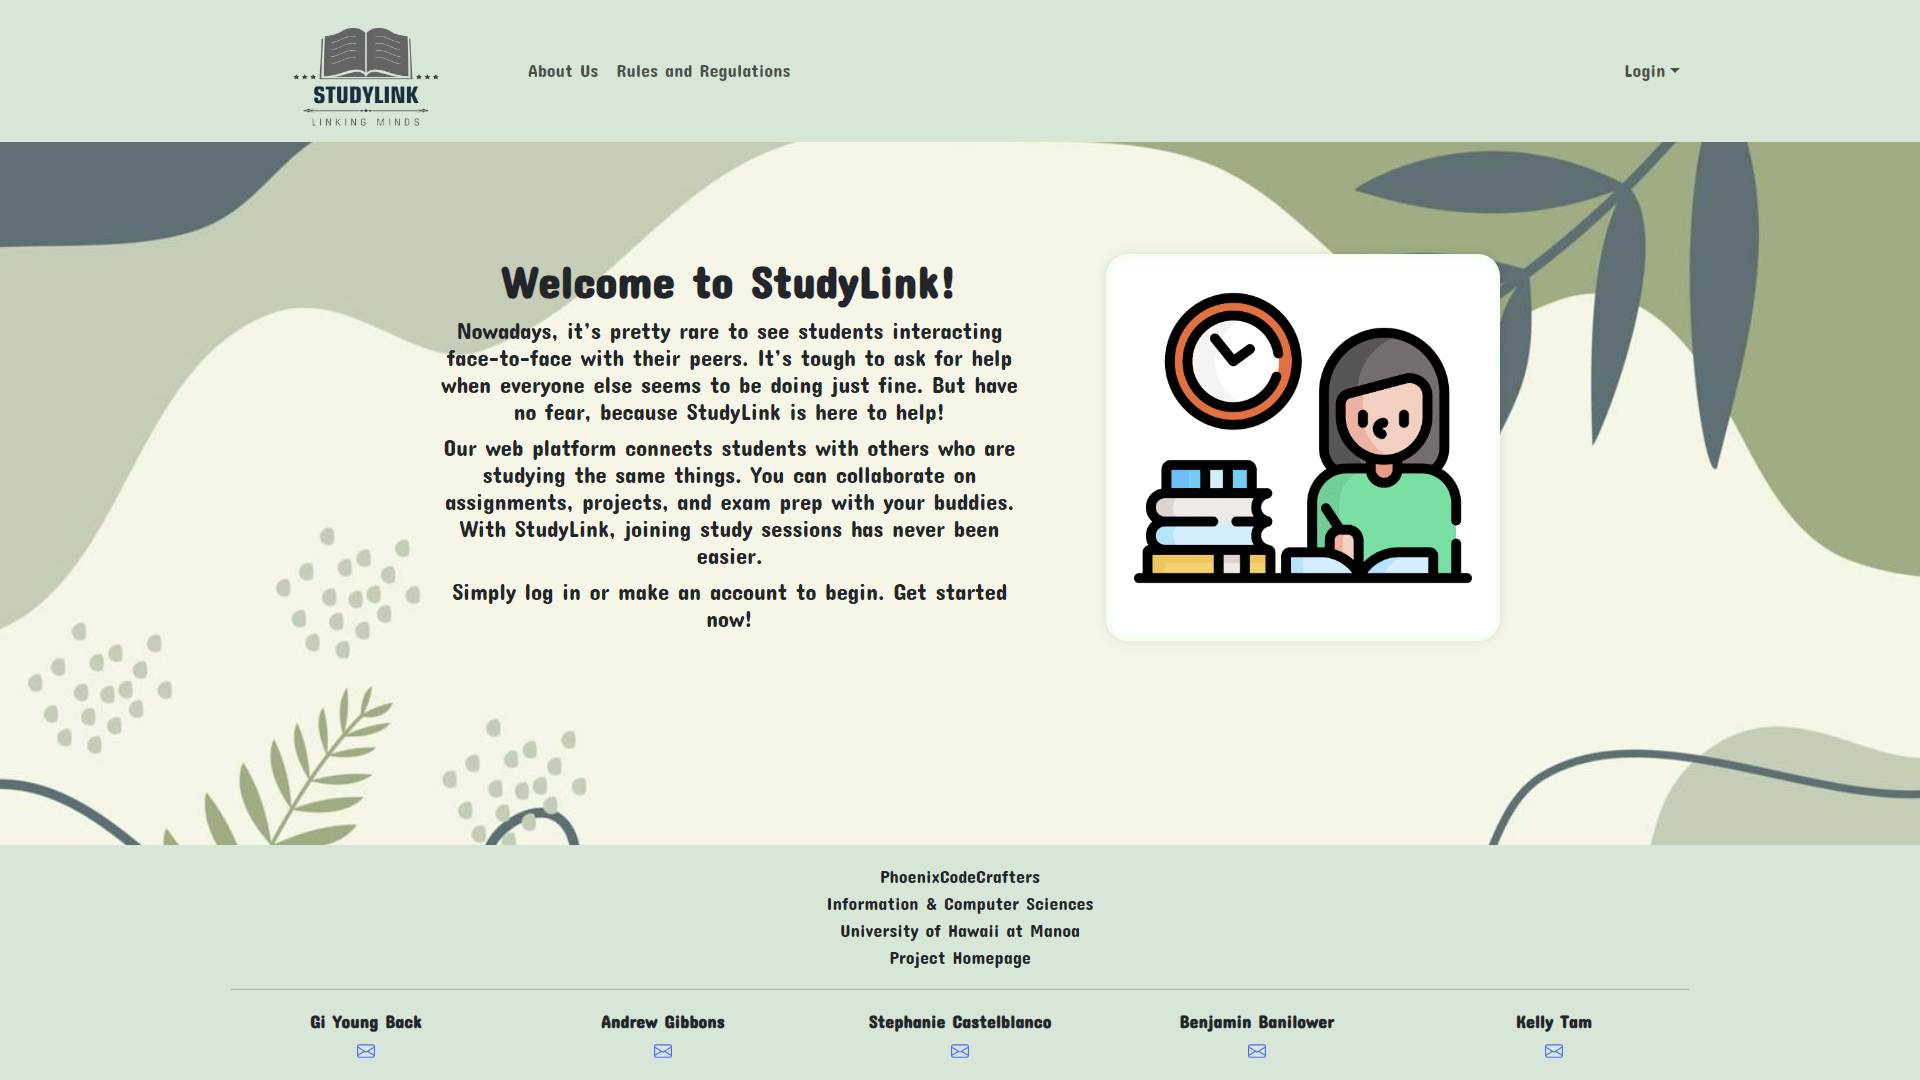 STUDYLINK
LINKING MINDS
About Us
Rules and Regulations
Login
Welcome to StudyLink!
Nowadays, it's pretty rare to see students interacting
face-to-face with their peers. It's tough to ask for help
when everyone else seems to be doing just fine. But have
no fear, because StudyLink is here to help!
Our web platform connects students with others who are
studying the same things. You can collaborate on
assignments, projects, and exam prep with your buddies.
With StudyLink, joining study sessions has never been
easier.
Simply log in or make an account to begin. Get started
now!
PhoenixCodeCrafters
Information & Computer Sciences
University of Hawaii at Manoa
Project Homepage
Gi Young Back
Andrew Gibbons
Stephanie Castelblanco
Benjamin Banilower
Kelly Tam